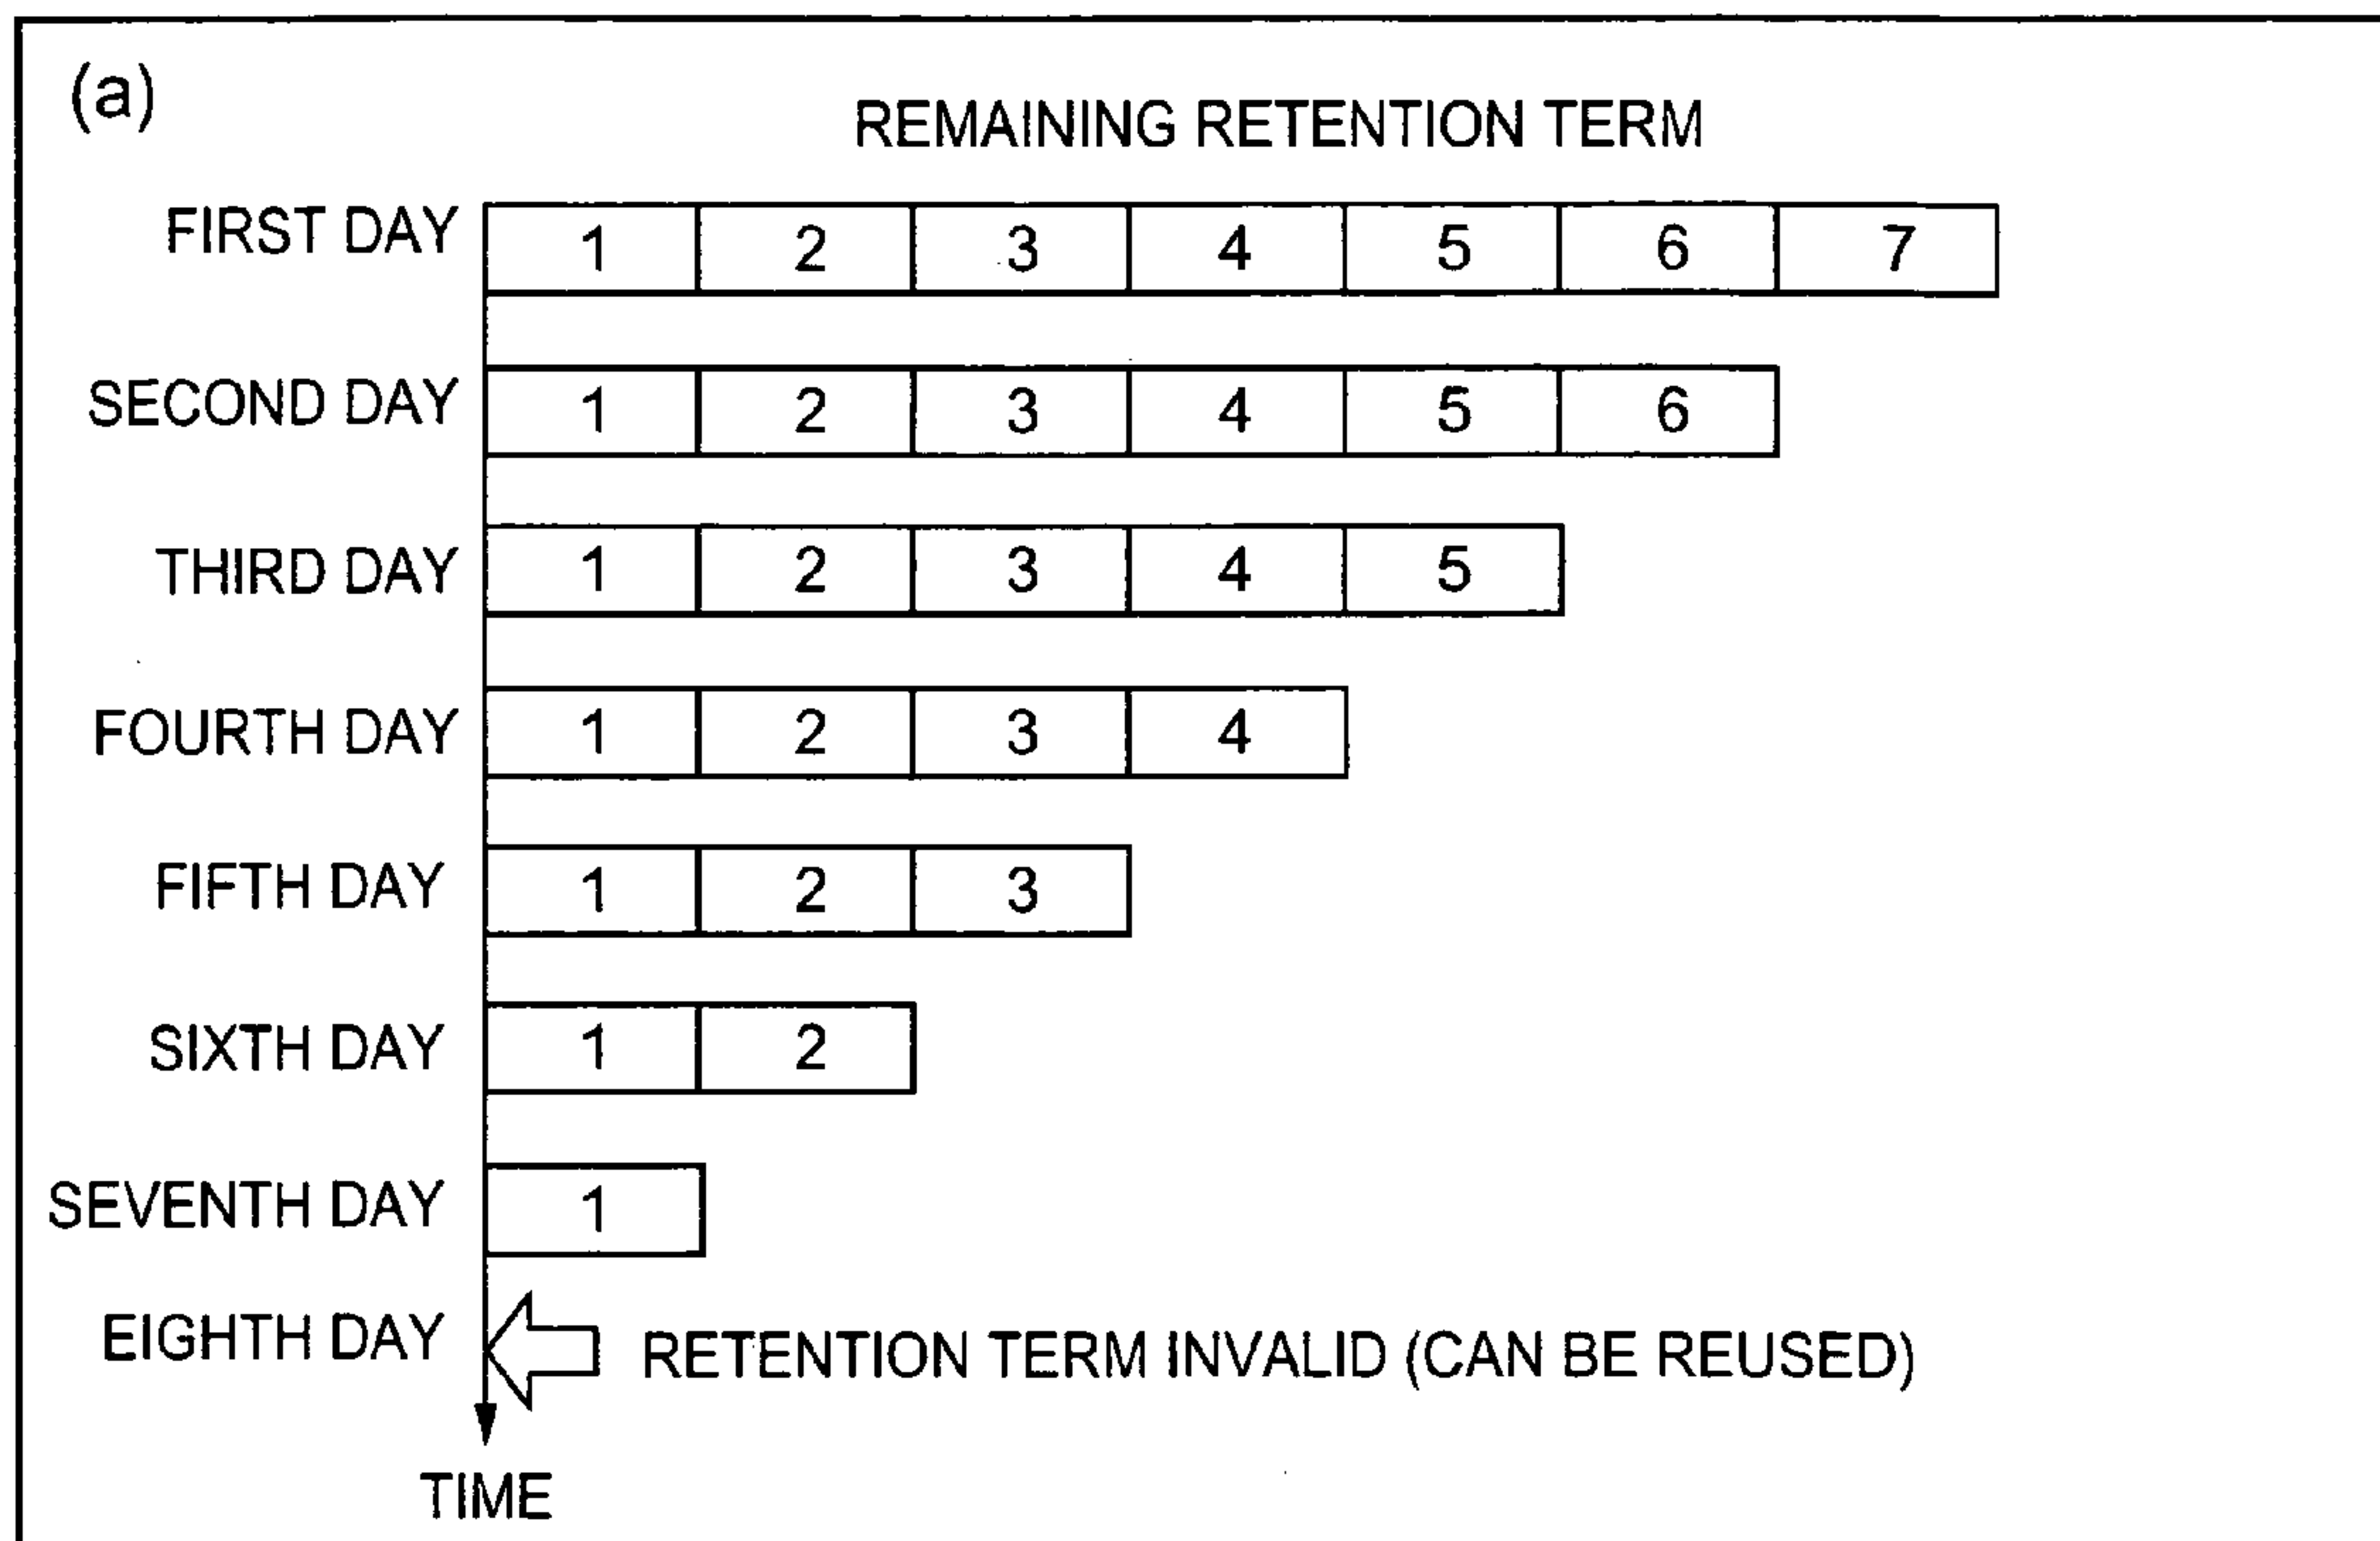 (a)
REMAINING RETENTION TERM
FIRST DAY 1 2 3 4 5 6 7
SECOND DAY 1 2 3 4 5 6
THIRD DAY 1 2 3 4 5
FOURTH DAY 1 2 3 4
FIFTH DAY 1 2 3
SIXTH DAY 1 2
SEVENTH DAY 1
EIGHTH DAY RETENTION TERM INVALID (CAN BE REUSED)
TIME